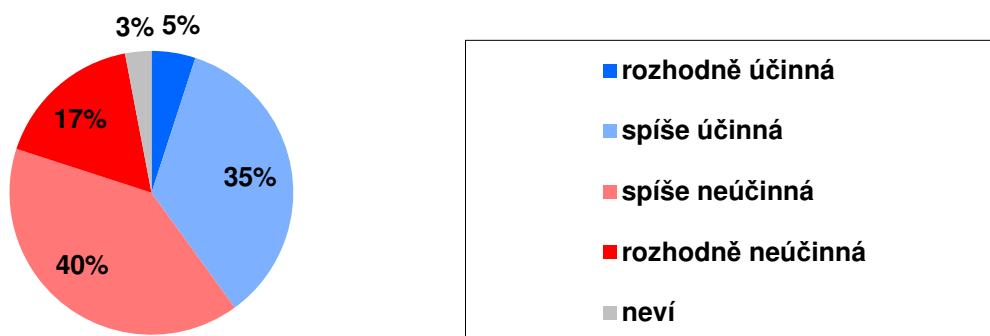 3% 5%
17%
35%
40%
rozhodně účinná
spíše účinná
spíše neúčinná
rozhodně neúčinná
neví